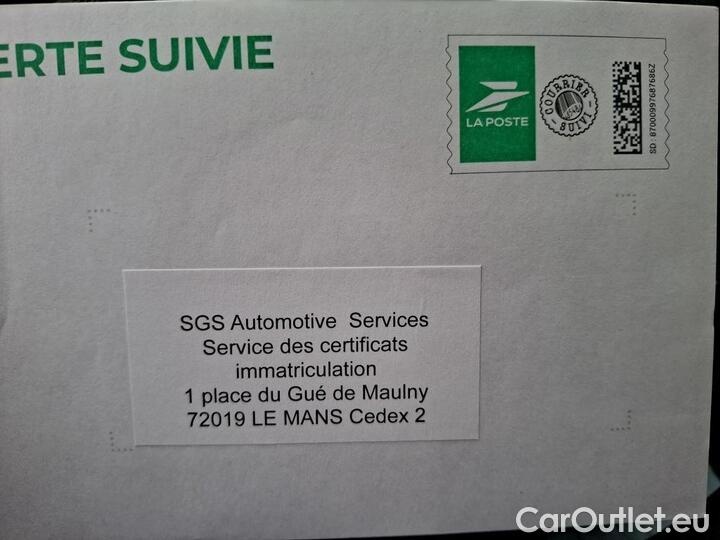 ERTE SUIVIE
LA POSTE
COURRIER
SUIVI
SD : 87000997687686Z
SGS Automotive Services
Service des certificats
immatriculation
1 place du Gué de Maulny
72019 LE MANS Cedex 2
CarOutlet.eu